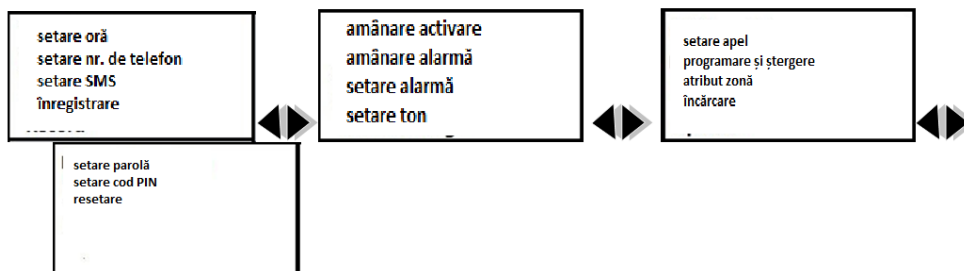 setare oră
setare nr. de telefon
setare SMS
înregistrare
amânare activare
amânare alarmă
setare alarmă
setare ton
setare apel
programare și ștergere
atribut zonă
încărcare
setare parolă
setare cod PIN
resetare